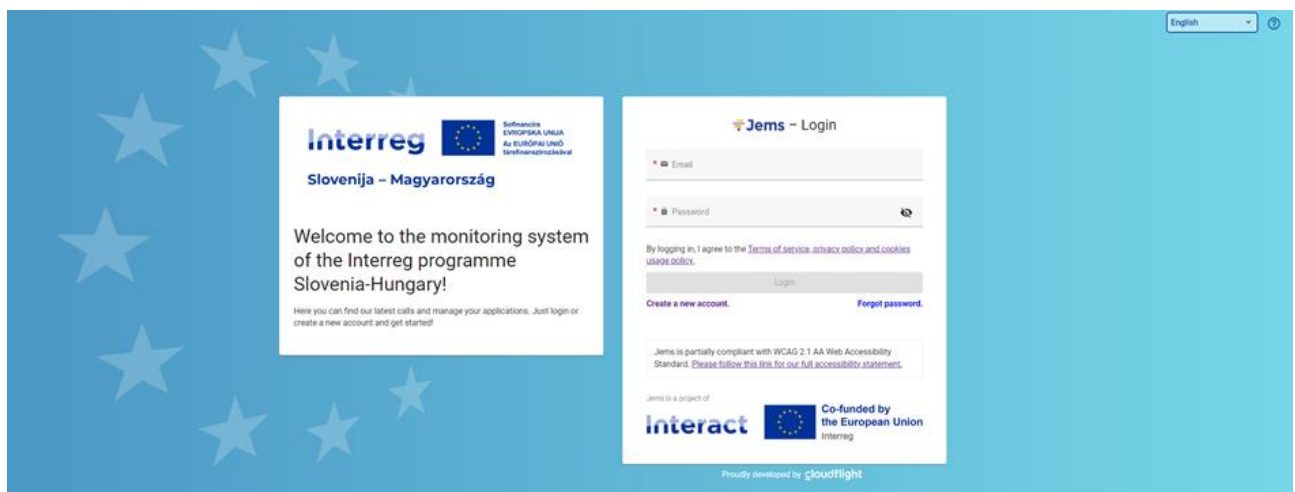 English
Interreg
Sofinancira
EVROPSKA UNIJA
Az EURÓPAI UNIÓ
társfinanszírozásával
Slovenija – Magyarország
Welcome to the monitoring system
of the Interreg programme
Slovenia-Hungary!
Here you can find our latest calls and manage your applications. Just login or
create a new account and get started!
Jems – Login
* Email
* Password
By logging in, I agree to the Terms of service, privacy policy and cookies
usage policy.
Login
Create a new account.
Forgot password.
Jems is partially compliant with WCAG 2.1 AA Web Accessibility
Standard. Please follow this link for our full accessibility statement.
Jems is a project of
Interact
Co-funded by
the European Union
Interreg
Proudly developed by cloudflight